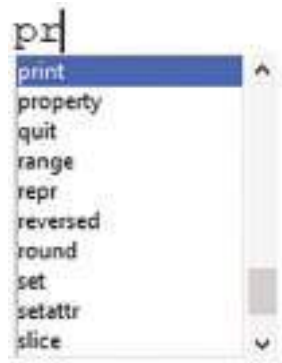 pr
print
property
quit
range
repr
reversed
round
set
setattr
slice